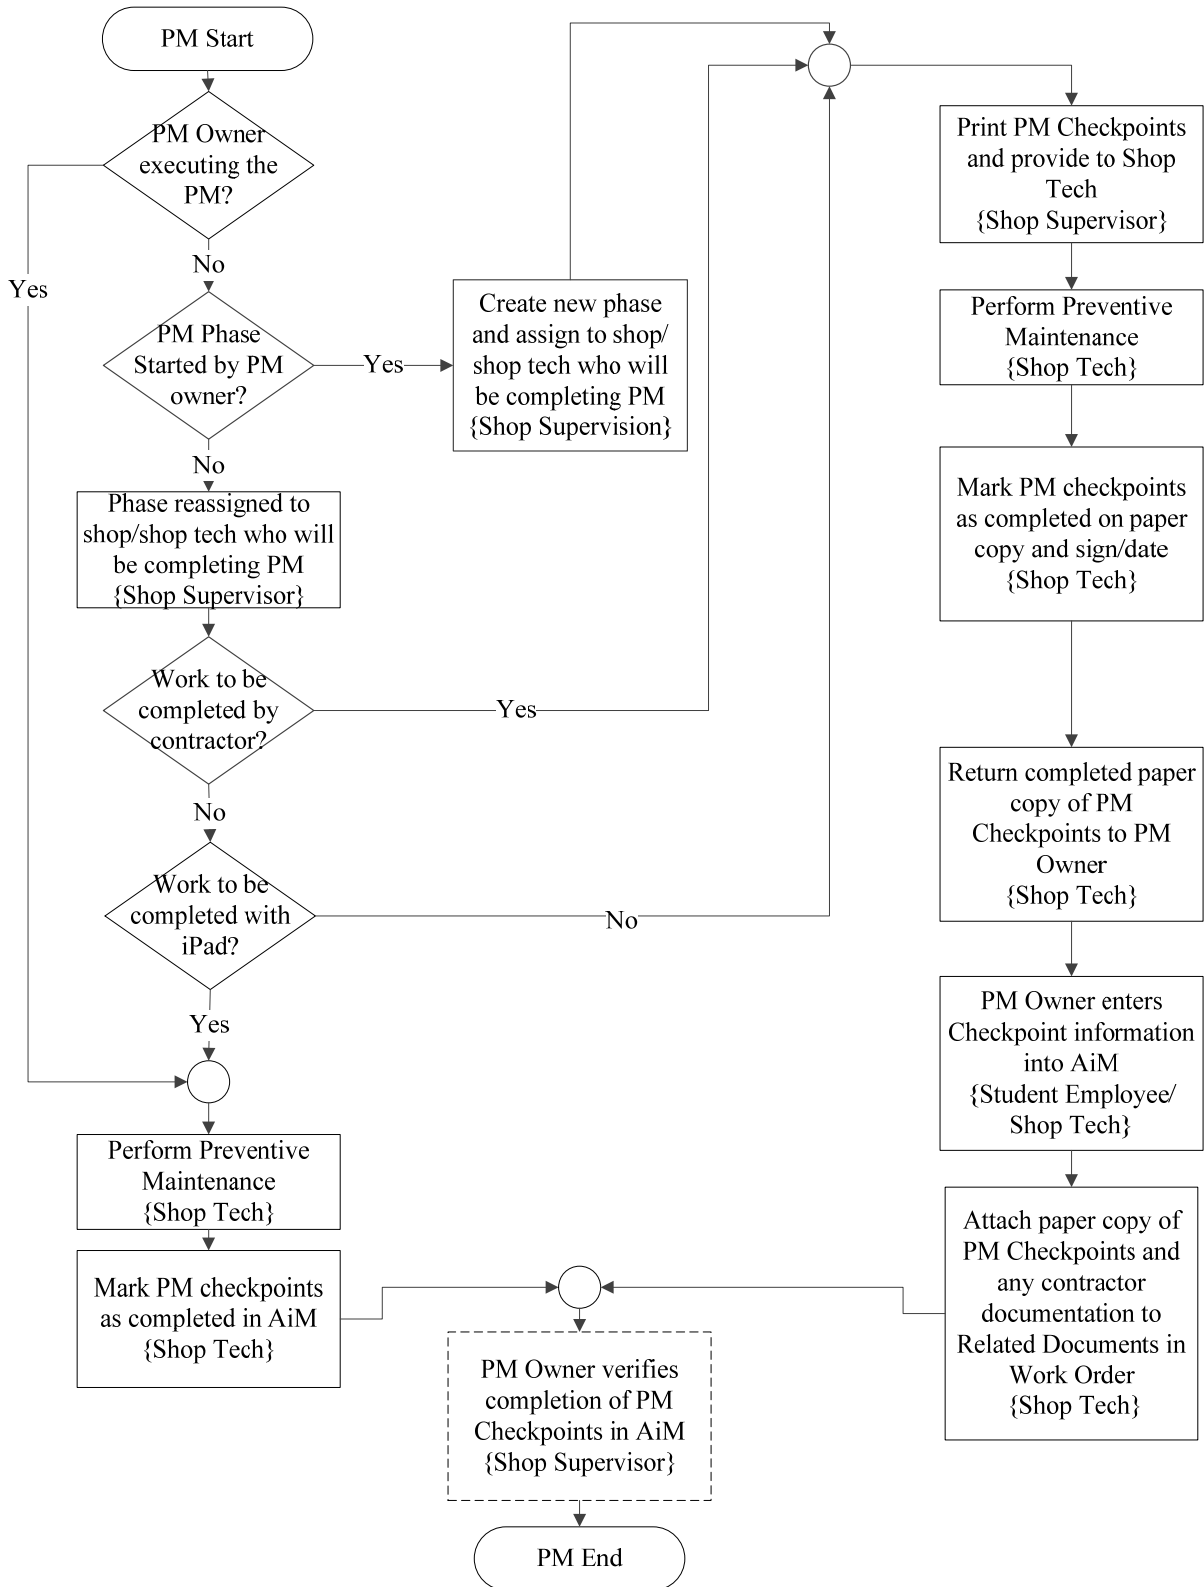 PM Start
PM Owner
executing the
PM?
Yes
No
PM Phase
Started by PM
owner?
Yes
Create new phase
and assign to shop/
shop tech who will
be completing PM
{Shop Supervision}
No
Phase reassigned to
shop/shop tech who will
be completing PM
{Shop Supervisor}
Work to be
completed by
contractor?
Yes
No
Work to be
completed with
iPad?
No
Yes
Perform Preventive
Maintenance
{Shop Tech}
Mark PM checkpoints
as completed in AiM
{Shop Tech}
Print PM Checkpoints
and provide to Shop
Tech
{Shop Supervisor}
Perform Preventive
Maintenance
{Shop Tech}
Mark PM checkpoints
as completed on paper
copy and sign/date
{Shop Tech}
Return completed paper
copy of PM
Checkpoints to PM
Owner
{Shop Tech}
PM Owner enters
Checkpoint information
into AiM
{Student Employee/
Shop Tech}
Attach paper copy of
PM Checkpoints and
any contractor
documentation to
Related Documents in
Work Order
{Shop Tech}
PM Owner verifies
completion of PM
Checkpoints in AiM
{Shop Supervisor}
PM End